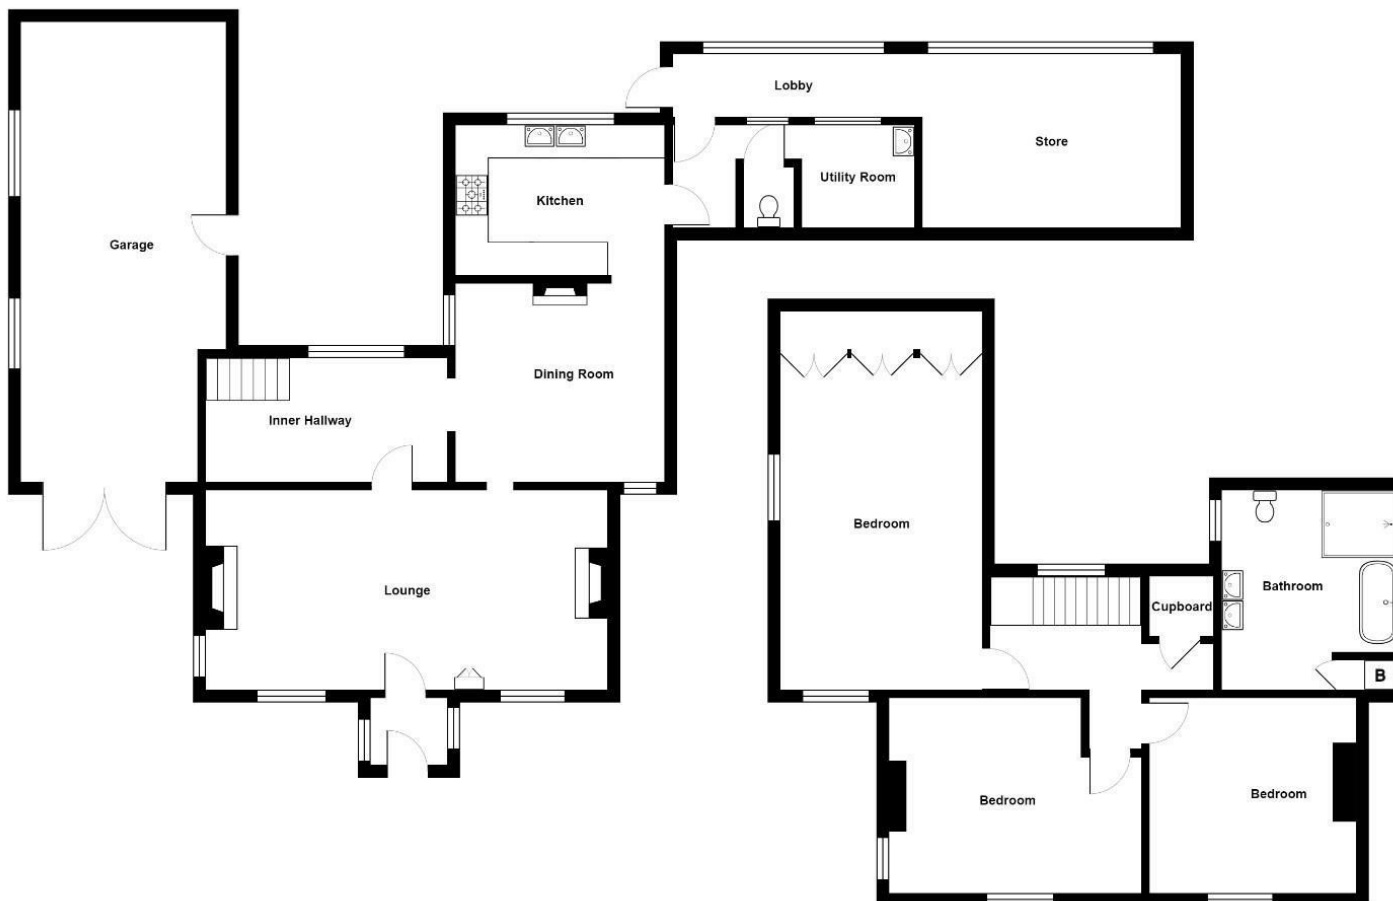 Lobby
Store
Utility Room
Kitchen
Garage
Dining Room
Inner Hallway
Lounge
Bedroom
Cupboard
Bathroom
B
Bedroom
Bedroom